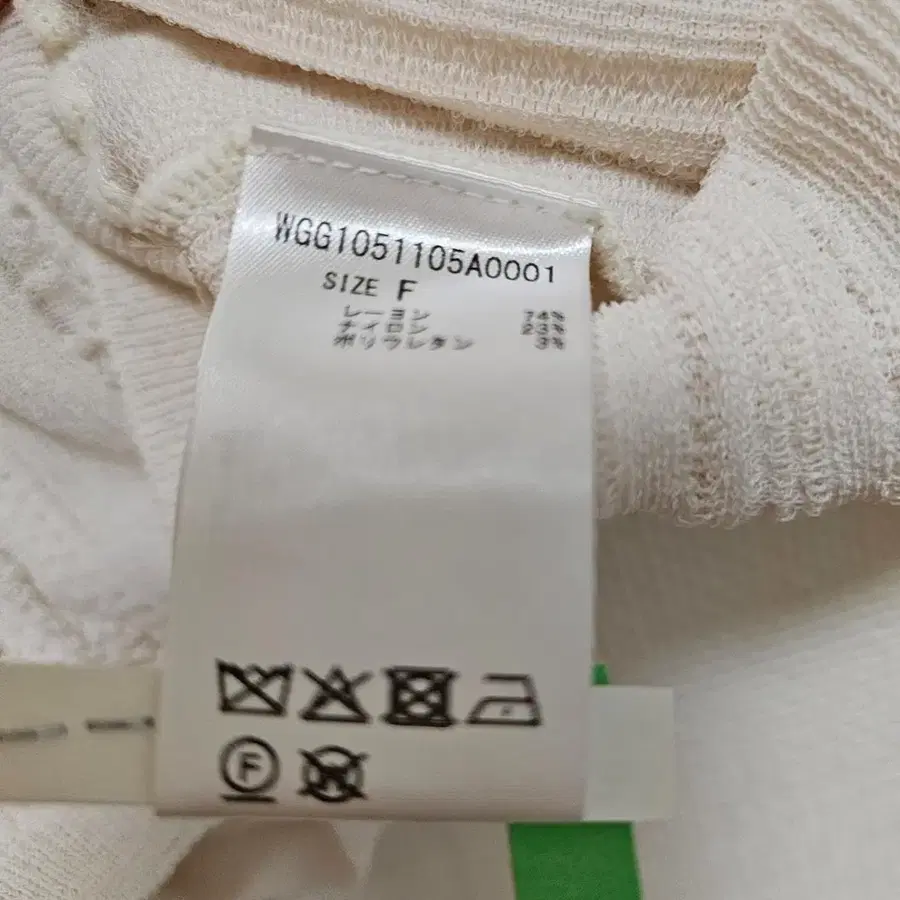 WGG1051105A0001
SIZE F
レーヨン 74%
ナイロン 23%
ポリウレタン 3%
F W